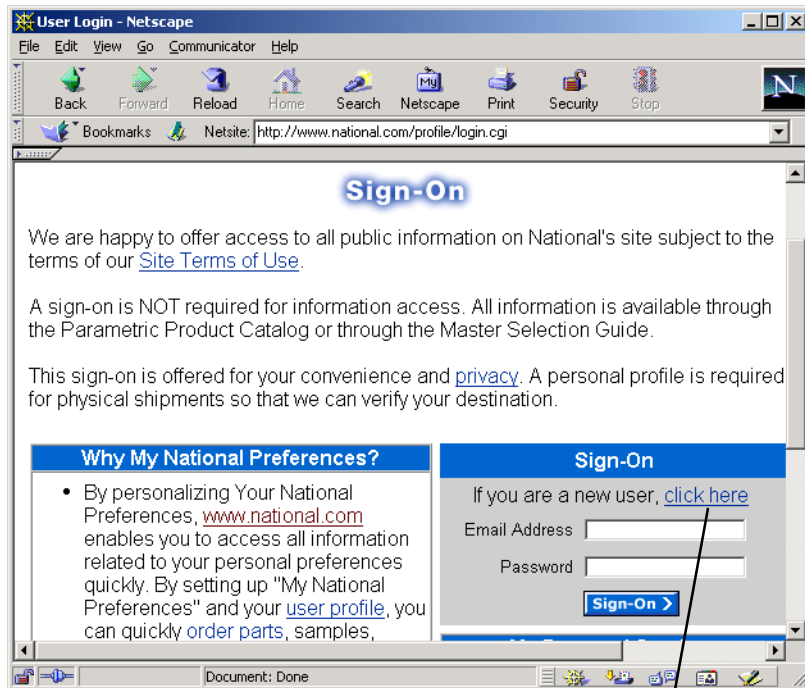 User Login - Netscape
File Edit View Go Communicator Help
My
N
Back Forward Reload Home Search Netscape Print Security Stop
Bookmarks Netsite: http://www.national.com/profile/login.cgi
Sign-On
We are happy to offer access to all public information on National's site subject to the
terms of our Site Terms of Use.
A sign-on is NOT required for information access. All information is available through
the Parametric Product Catalog or through the Master Selection Guide.
This sign-on is offered for your convenience and privacy. A personal profile is required
for physical shipments so that we can verify your destination.
Why My National Preferences?
• By personalizing Your National
Preferences, www.national.com
enables you to access all information
related to your personal preferences
quickly. By setting up "My National
Preferences" and your user profile, you
can quickly order parts, samples,
Sign-On
If you are a new user, click here
Email Address
Password
Sign-On >
Document: Done